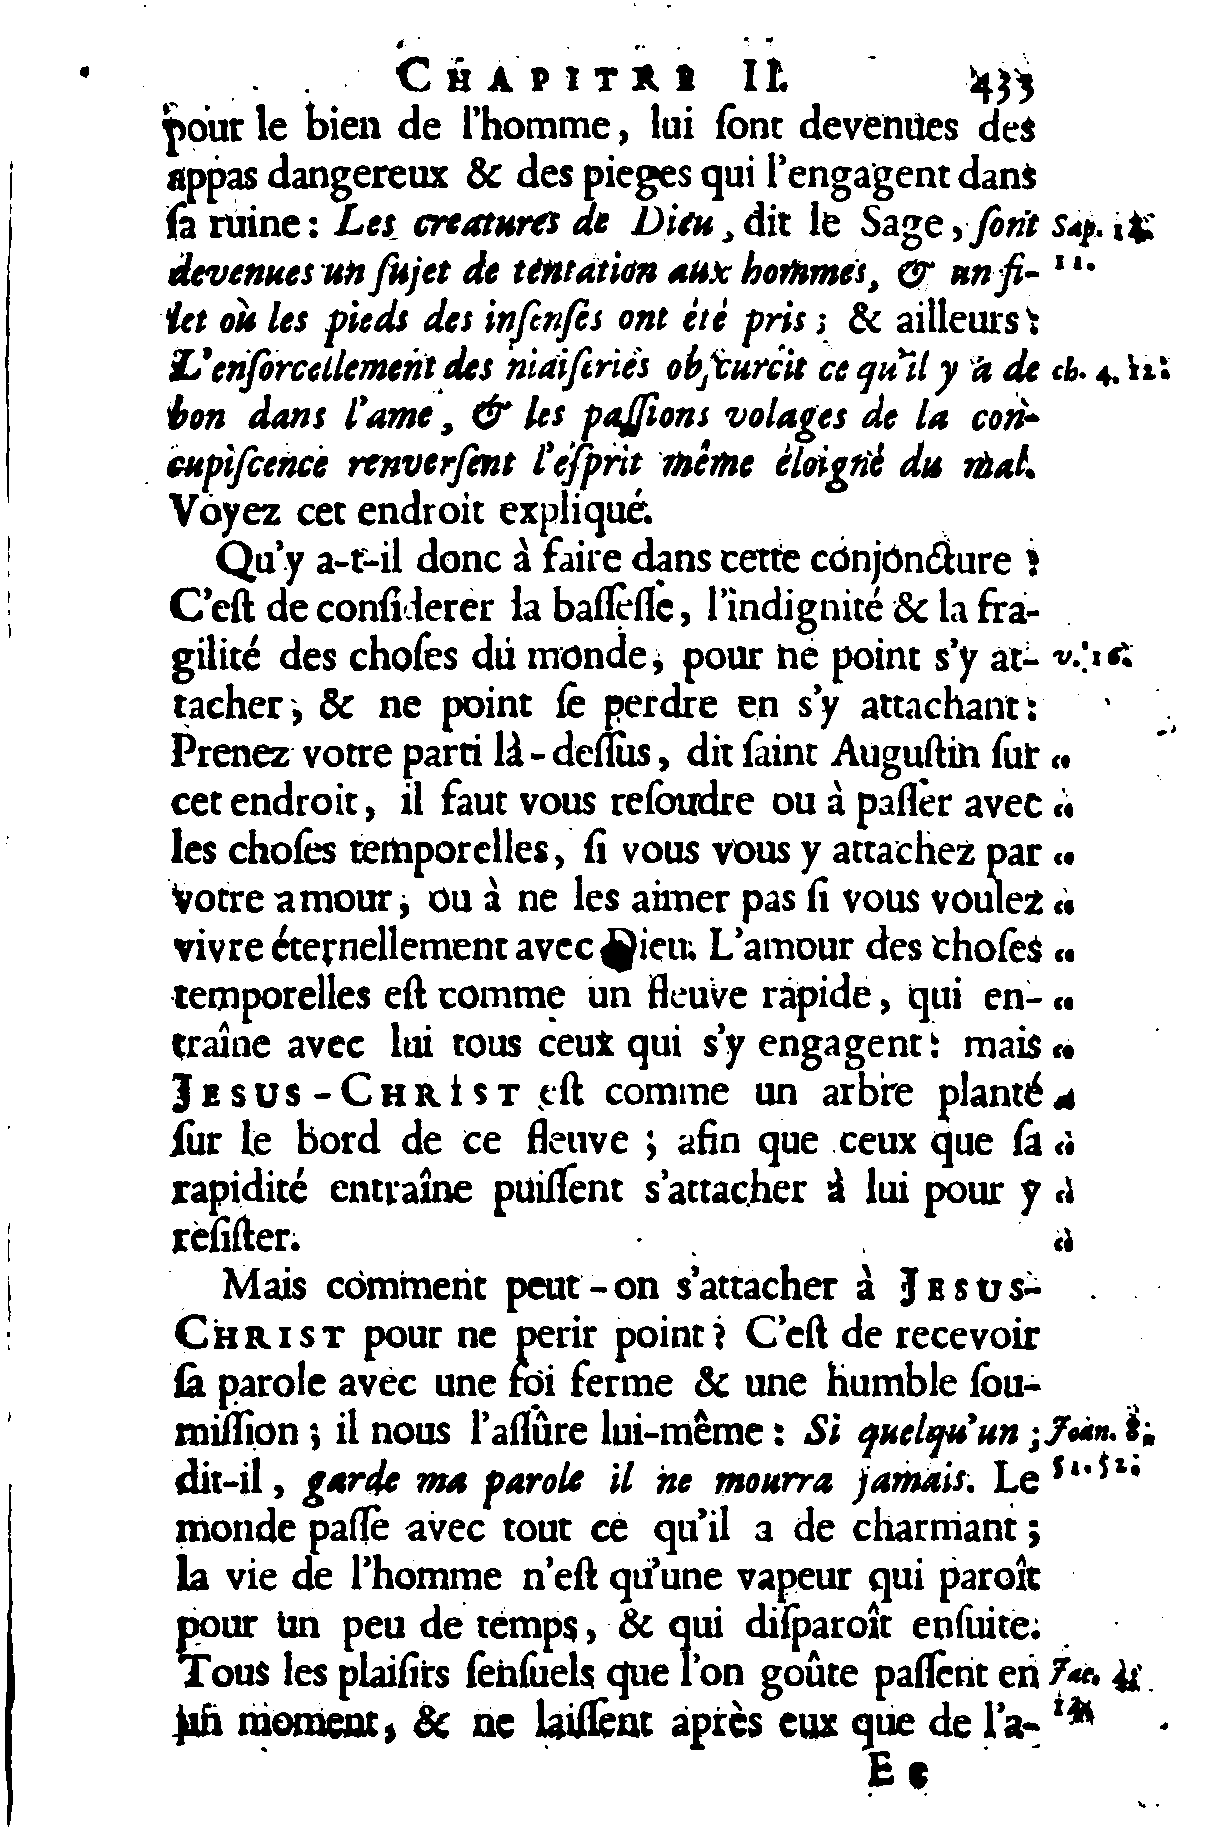 CHAPITRE II. 433
pour le bien de l'homme, lui ſont devenues des
appas dangereux & des pieges qui l'engagent dans
ſa ruine : Les creatures de Dieu, dit le Sage, ſont Sap. 14.
devenues un ſujet de tentation aux hommes, & un fi- 11.
let où les pieds des inſenſés ont été pris ; & ailleurs :
L'enſorcellement des niaiſeries obſcurcit ce qu'il y a de ch. 4. 12.
bon dans l'ame, & les paſſions volages de la con-
cupiſcence renverſent l'eſprit même éloigné du mal.
Voyez cet endroit expliqué.
Qu'y a-t-il donc à faire dans cette conjoncture ?
C'eſt de conſiderer la baſſeſſe, l'indignité & la fra-
gilité des choſes du monde, pour ne point s'y at- v. 16.
tacher, & ne point ſe perdre en s'y attachant :
Prenez votre parti là-deſſus, dit ſaint Auguſtin ſur “
cet endroit, il faut vous reſoudre ou à paſſer avec “
les choſes temporelles, ſi vous vous y attachez par “
votre amour, ou à ne les aimer pas ſi vous voulez “
vivre éternellement avec Dieu. L'amour des choſes “
temporelles eſt comme un fleuve rapide, qui en- “
traîne avec lui tous ceux qui s'y engagent : mais “
JESUS-CHRIST eſt comme un arbre planté “
ſur le bord de ce fleuve ; afin que ceux que ſa “
rapidité entraîne puiſſent s'attacher à lui pour y “
reſiſter. “
Mais comment peut-on s'attacher à JESUS-
CHRIST pour ne perir point ? C'eſt de recevoir
ſa parole avec une foi ferme & une humble ſou-
miſſion ; il nous l'aſſûre lui-même : Si quelqu'un, Joan. 8.
dit-il, garde ma parole il ne mourra jamais. Le 51. 52.
monde paſſe avec tout ce qu'il a de charmant ;
la vie de l'homme n'eſt qu'une vapeur qui paroît
pour un peu de temps, & qui diſparoît enſuite.
Tous les plaiſirs ſenſuels que l'on goûte paſſent en Jac. 4.
un moment, & ne laiſſent après eux que de l'a- 14.
E e